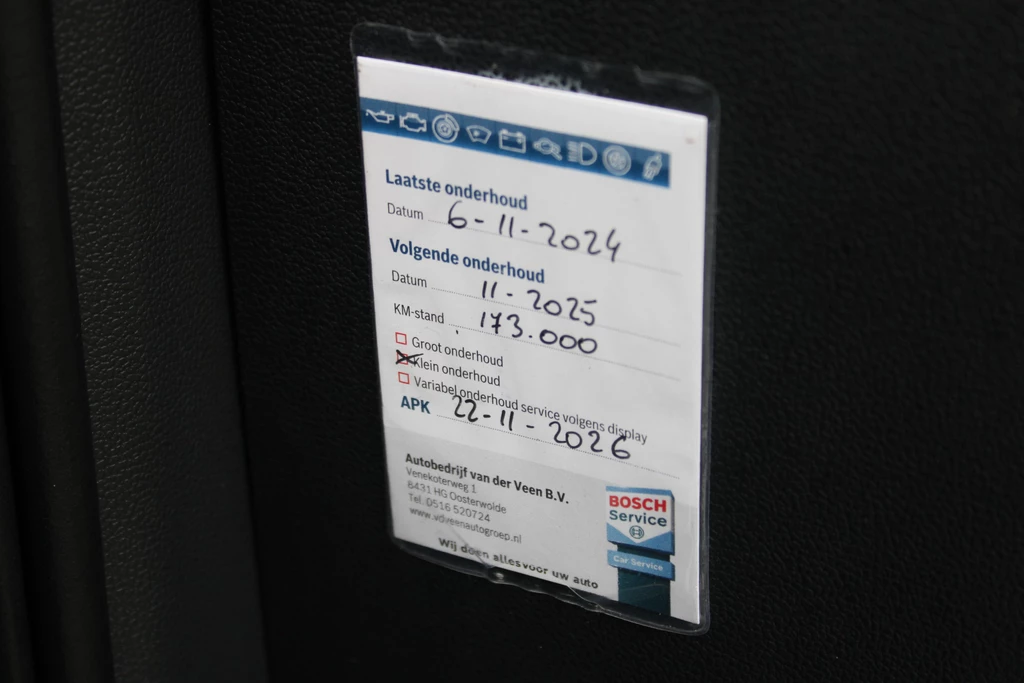 Laatste onderhoud
Datum 6-11-2024
Volgende onderhoud
Datum 11-2025
KM-stand 173.000
Groot onderhoud
Klein onderhoud
Variabel onderhoud service volgens display
APK 22-11-2026
Autobedrijf van der Veen B.V.
Venekoterweg 1
8431 HG Oosterwolde
Tel. 0516 520724
www.vdveenautogroep.nl
Wij doen alles voor uw auto
BOSCH
Service
Car Service